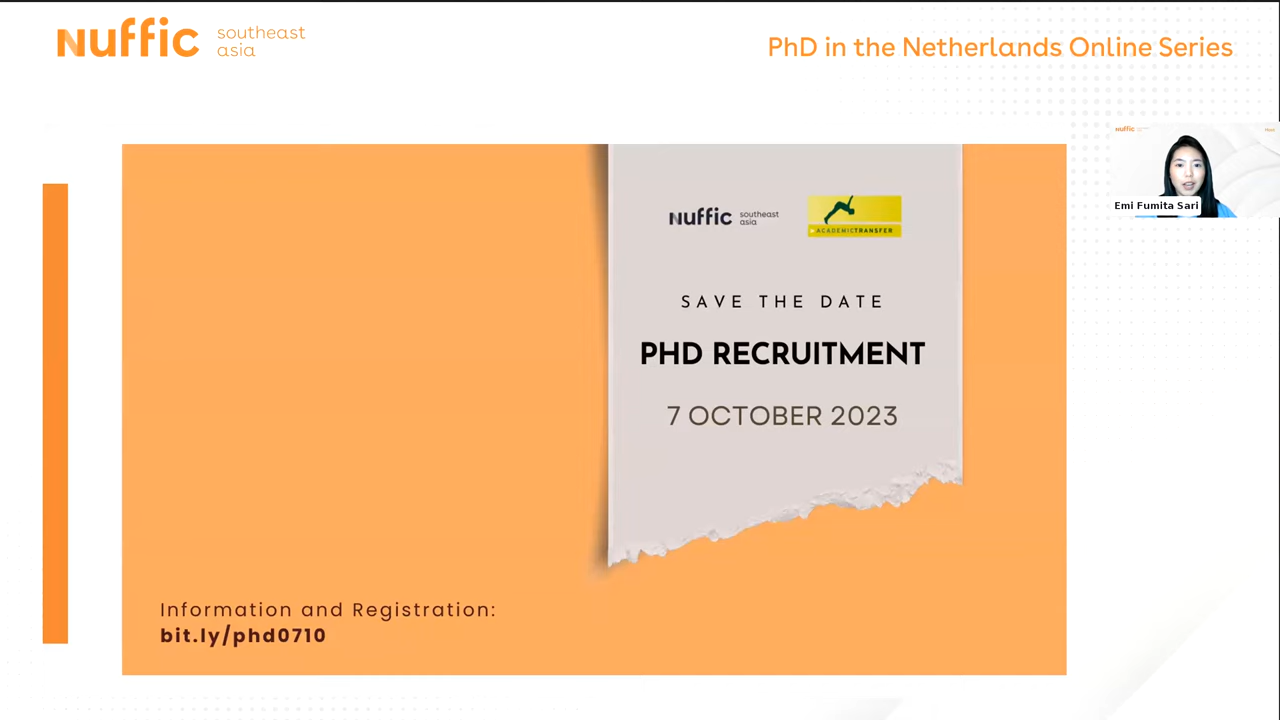 Nuffic southeast
asia
PhD in the Netherlands Online Series
Nuffic
Emi Fumita Sari
Nuffic southeast
asia
ACADEMICTRANSFER
SAVE THE DATE
PHD RECRUITMENT
7 OCTOBER 2023
Information and Registration:
bit.ly/phd0710